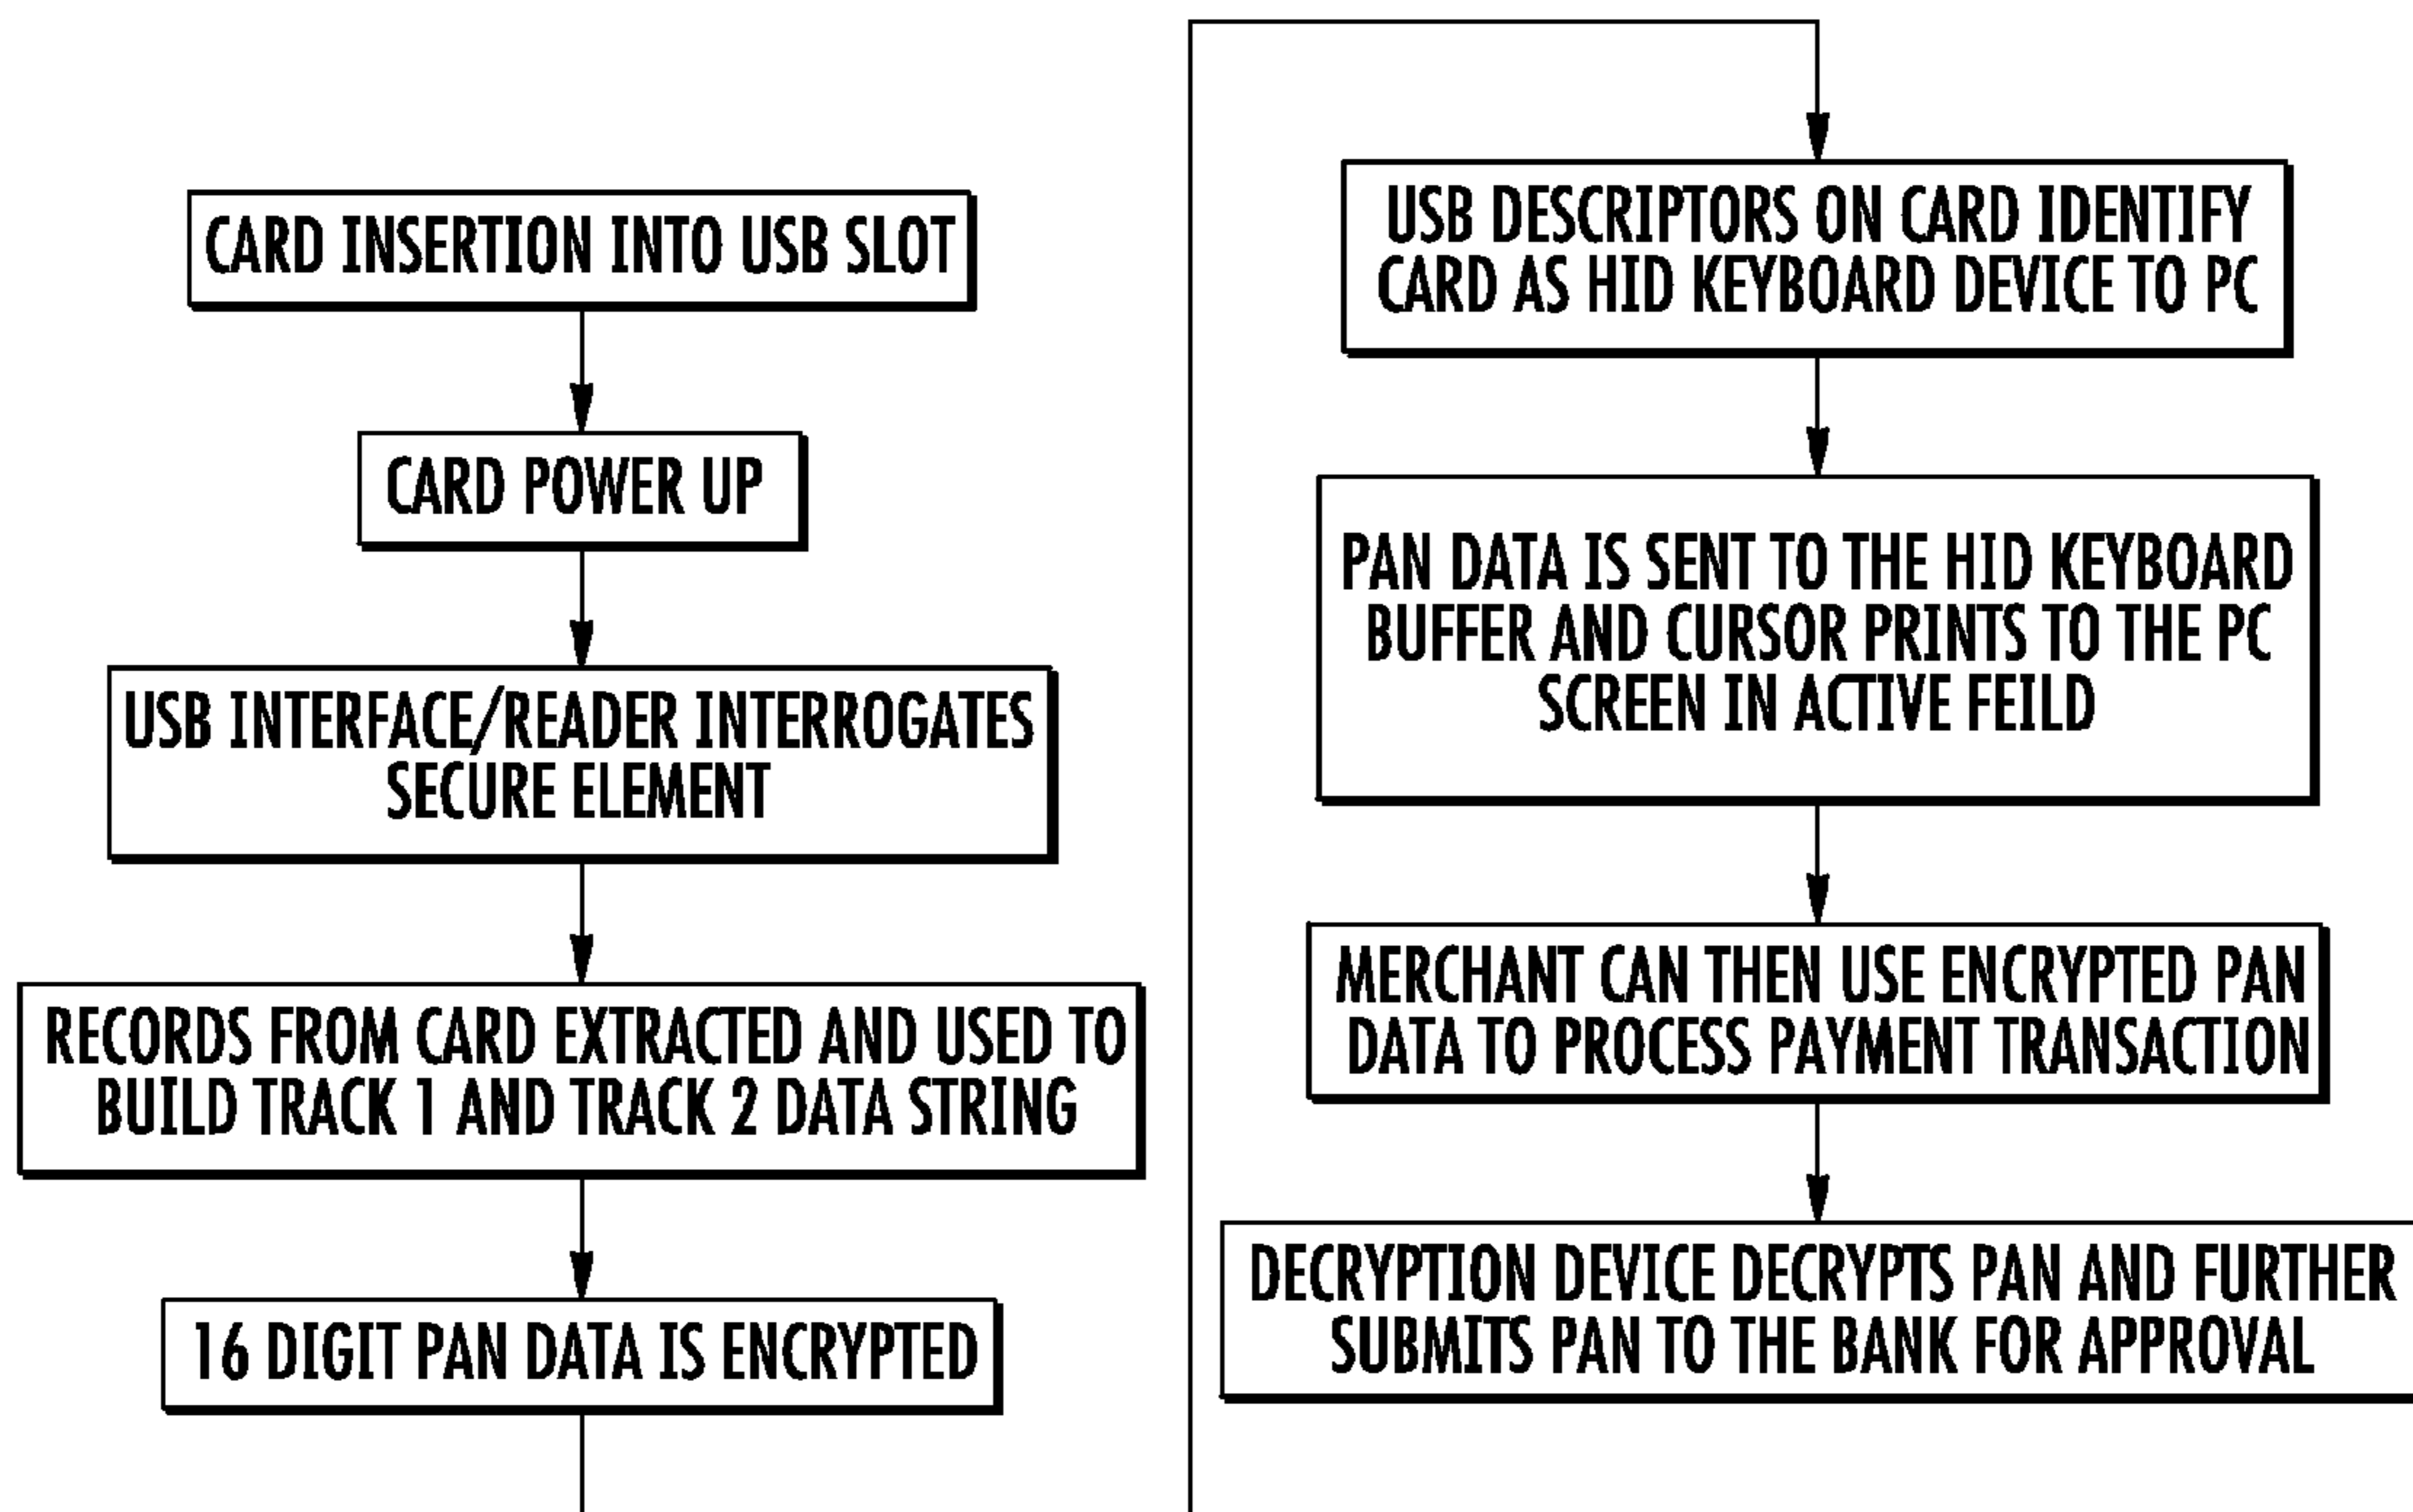 CARD INSERTION INTO USB SLOT
CARD POWER UP
USB INTERFACE/READER INTERROGATES
SECURE ELEMENT
RECORDS FROM CARD EXTRACTED AND USED TO
BUILD TRACK 1 AND TRACK 2 DATA STRING
16 DIGIT PAN DATA IS ENCRYPTED
USB DESCRIPTORS ON CARD IDENTIFY
CARD AS HID KEYBOARD DEVICE TO PC
PAN DATA IS SENT TO THE HID KEYBOARD
BUFFER AND CURSOR PRINTS TO THE PC
SCREEN IN ACTIVE FEILD
MERCHANT CAN THEN USE ENCRYPTED PAN
DATA TO PROCESS PAYMENT TRANSACTION
DECRYPTION DEVICE DECRYPTS PAN AND FURTHER
SUBMITS PAN TO THE BANK FOR APPROVAL